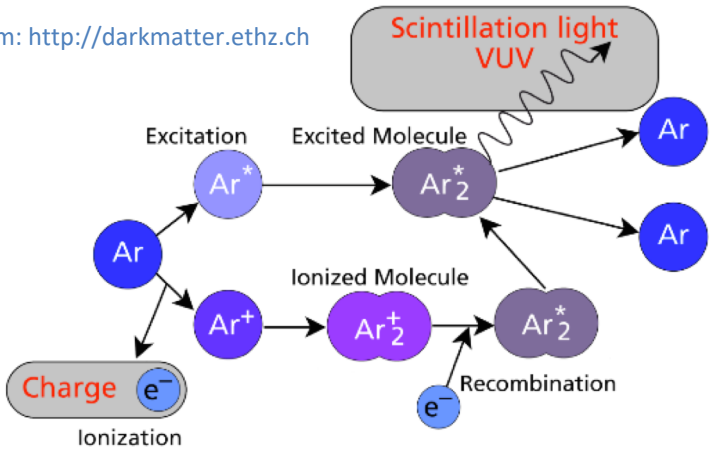 m: http://darkmatter.ethz.ch
Scintillation light
VUV
Excitation
Excited Molecule
Ar
Ar*
Ar*2
Ar
Ar
Ionized Molecule
Ar+
Ar+2
Ar*2
Charge
e−
e−
Recombination
Ionization